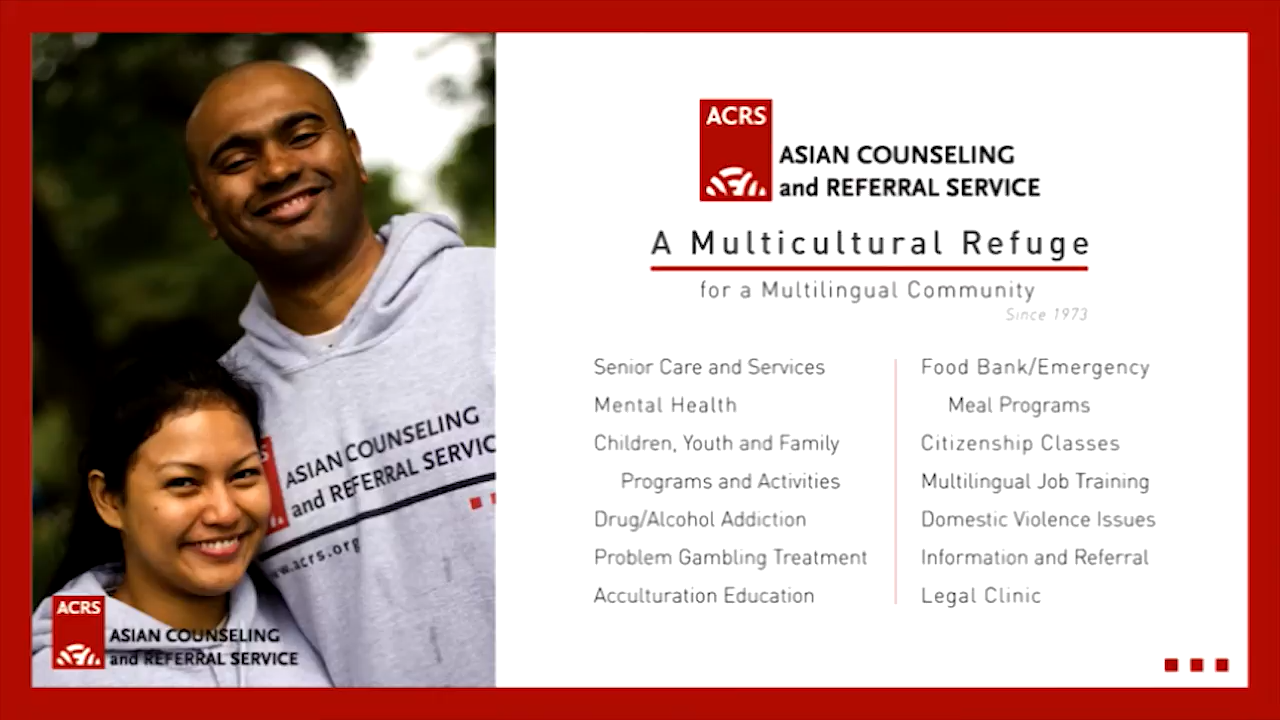 ACRS
ASIAN COUNSELING
and REFERRAL SERVICE
A Multicultural Refuge
for a Multilingual Community
Since 1973
Senior Care and Services
Mental Health
Children, Youth and Family
Programs and Activities
Drug/Alcohol Addiction
Problem Gambling Treatment
Acculturation Education
Food Bank/Emergency
Meal Programs
Citizenship Classes
Multilingual Job Training
Domestic Violence Issues
Information and Referral
Legal Clinic
ASIAN COUNSELING
and REFERRAL SERVIC
www.acrs.org
ACRS
ASIAN COUNSELING
and REFERRAL SERVICE